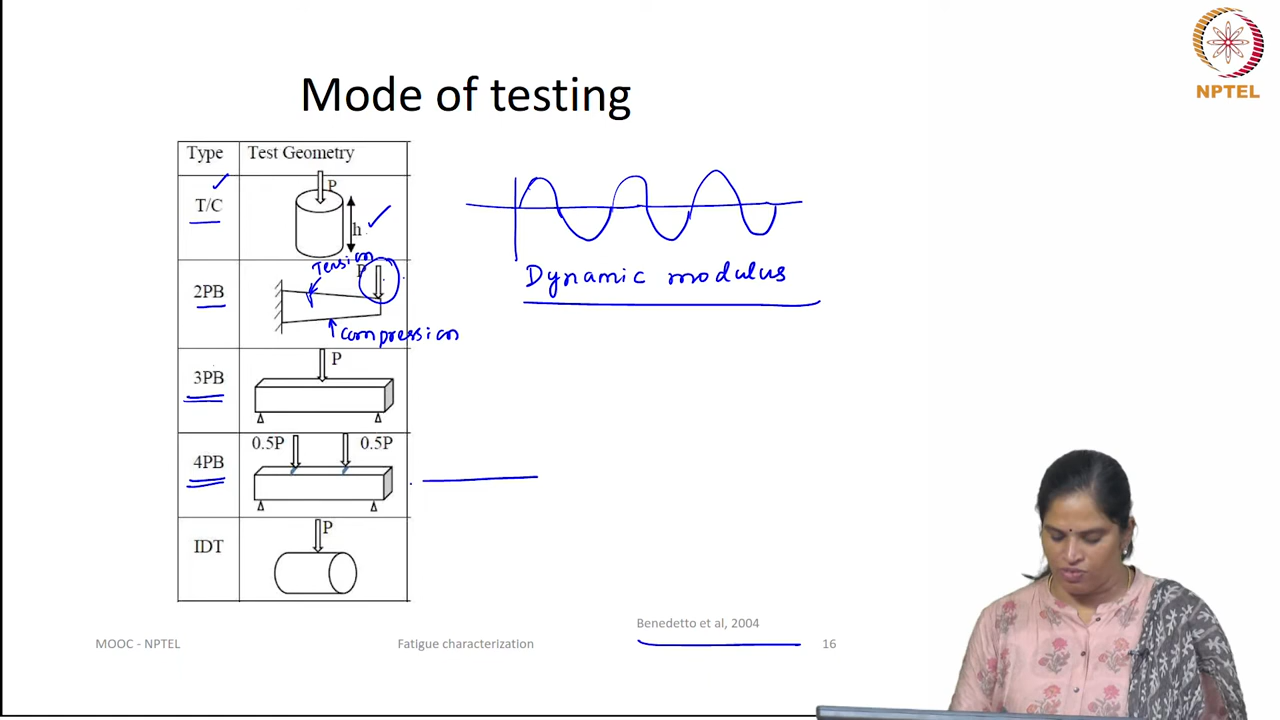 NPTEL
Mode of testing
Type Test Geometry
P
T/C
h
Tension
P
2PB
Compression
Dynamic modulus
P
3PB
0.5P 0.5P
4PB
P
IDT
Benedetto et al, 2004
MOOC - NPTEL Fatigue characterization 16